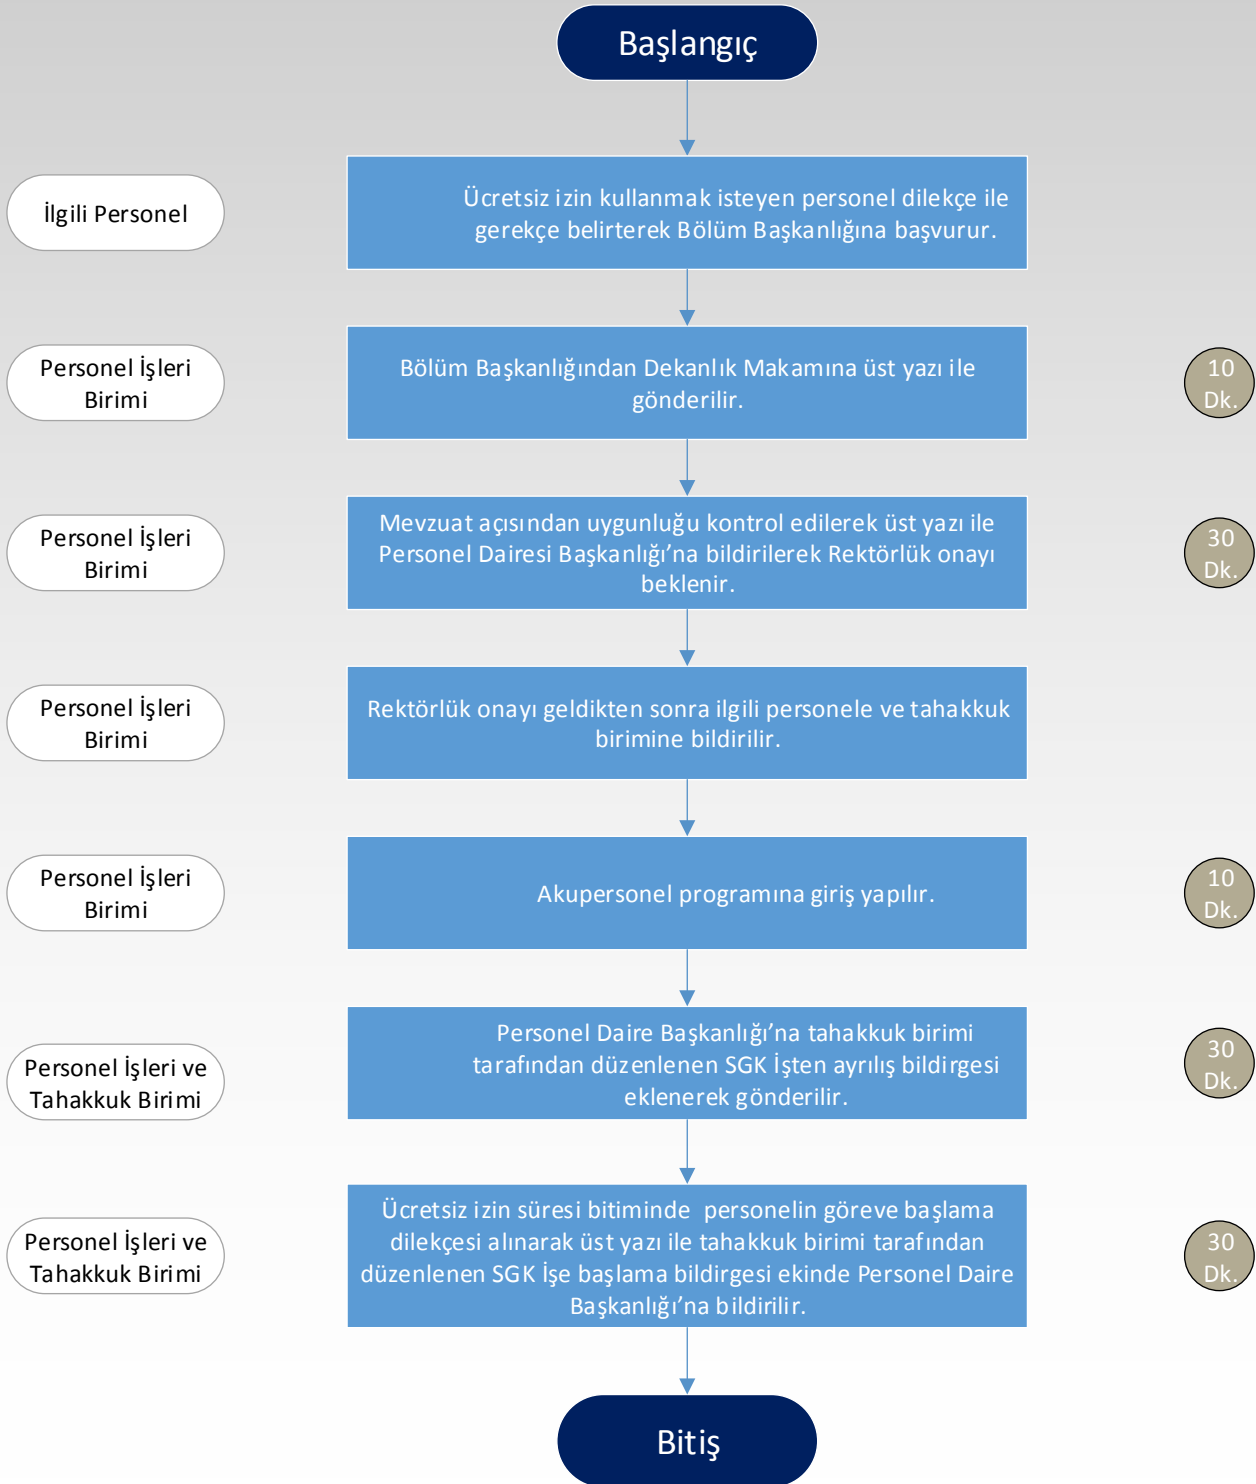 Başlangıç
İlgili Personel
Ücretsiz izin kullanmak isteyen personel dilekçe ile
gerekçe belirterek Bölüm Başkanlığına başvurur.
Personel İşleri
Birimi
Bölüm Başkanlığından Dekanlık Makamına üst yazı ile
gönderilir.
10
Dk.
Personel İşleri
Birimi
Mevzuat açısından uygunluğu kontrol edilerek üst yazı ile
Personel Dairesi Başkanlığı’na bildirilerek Rektörlük onayı
beklenir.
30
Dk.
Personel İşleri
Birimi
Rektörlük onayı geldikten sonra ilgili personele ve tahakkuk
birimine bildirilir.
Personel İşleri
Birimi
Akupersonel programına giriş yapılır.
10
Dk.
Personel İşleri ve
Tahakkuk Birimi
Personel Daire Başkanlığı’na tahakkuk birimi
tarafından düzenlenen SGK İşten ayrılış bildirgesi
eklenerek gönderilir.
30
Dk.
Personel İşleri ve
Tahakkuk Birimi
Ücretsiz izin süresi bitiminde personelin göreve başlama
dilekçesi alınarak üst yazı ile tahakkuk birimi tarafından
düzenlenen SGK İşe başlama bildirgesi ekinde Personel Daire
Başkanlığı’na bildirilir.
30
Dk.
Bitiş